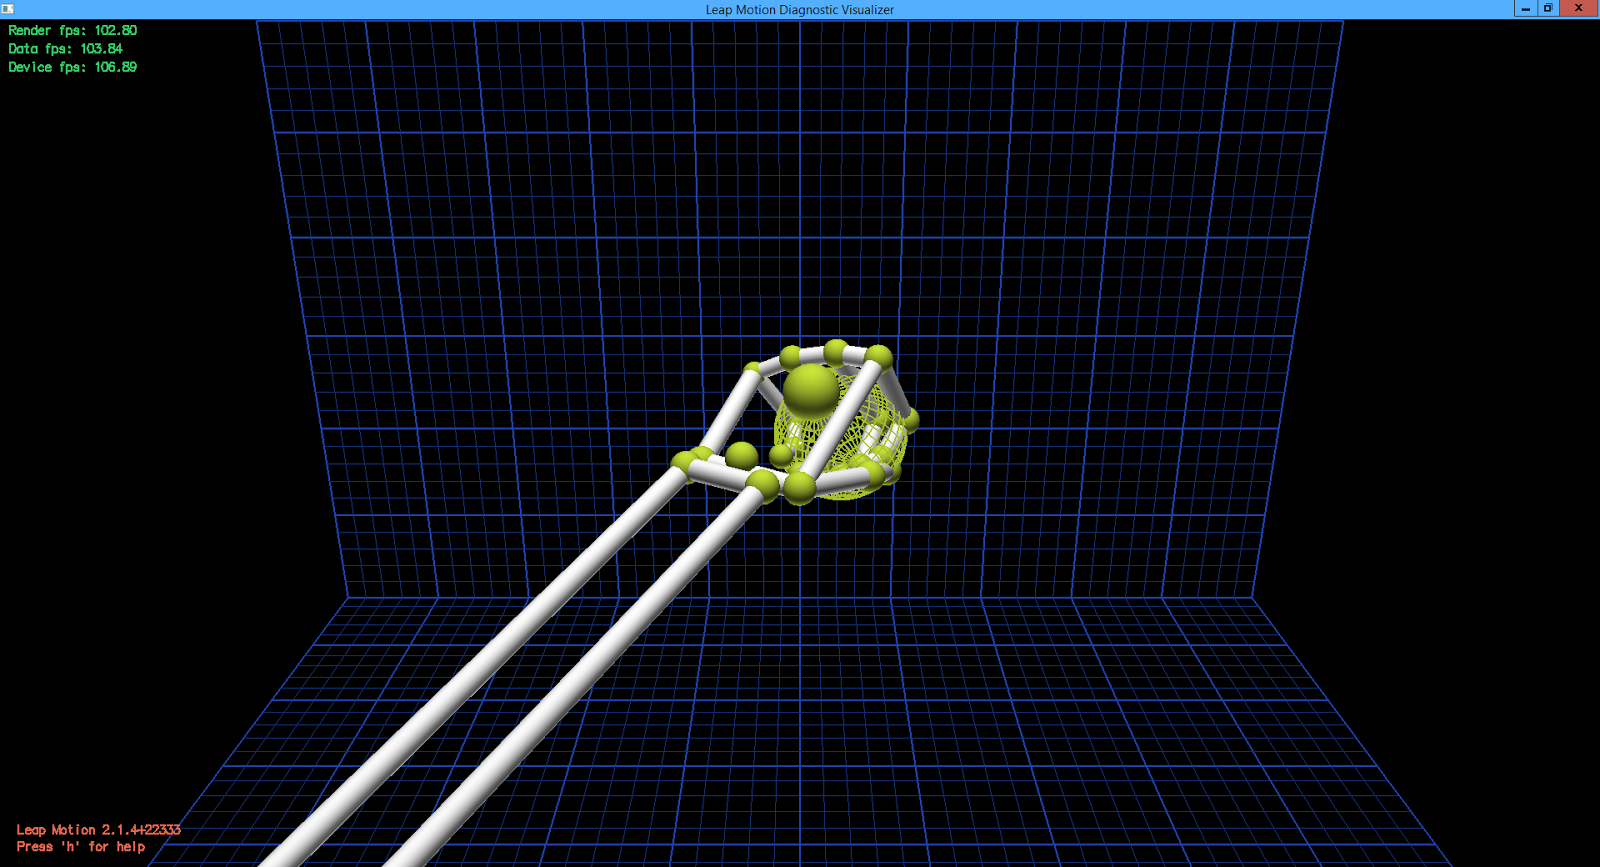 Leap Motion Diagnostic Visualizer
Render fps: 102.80
Data fps: 103.84
Device fps: 106.89
Leap Motion 2.1.4+22333
Press 'h' for help